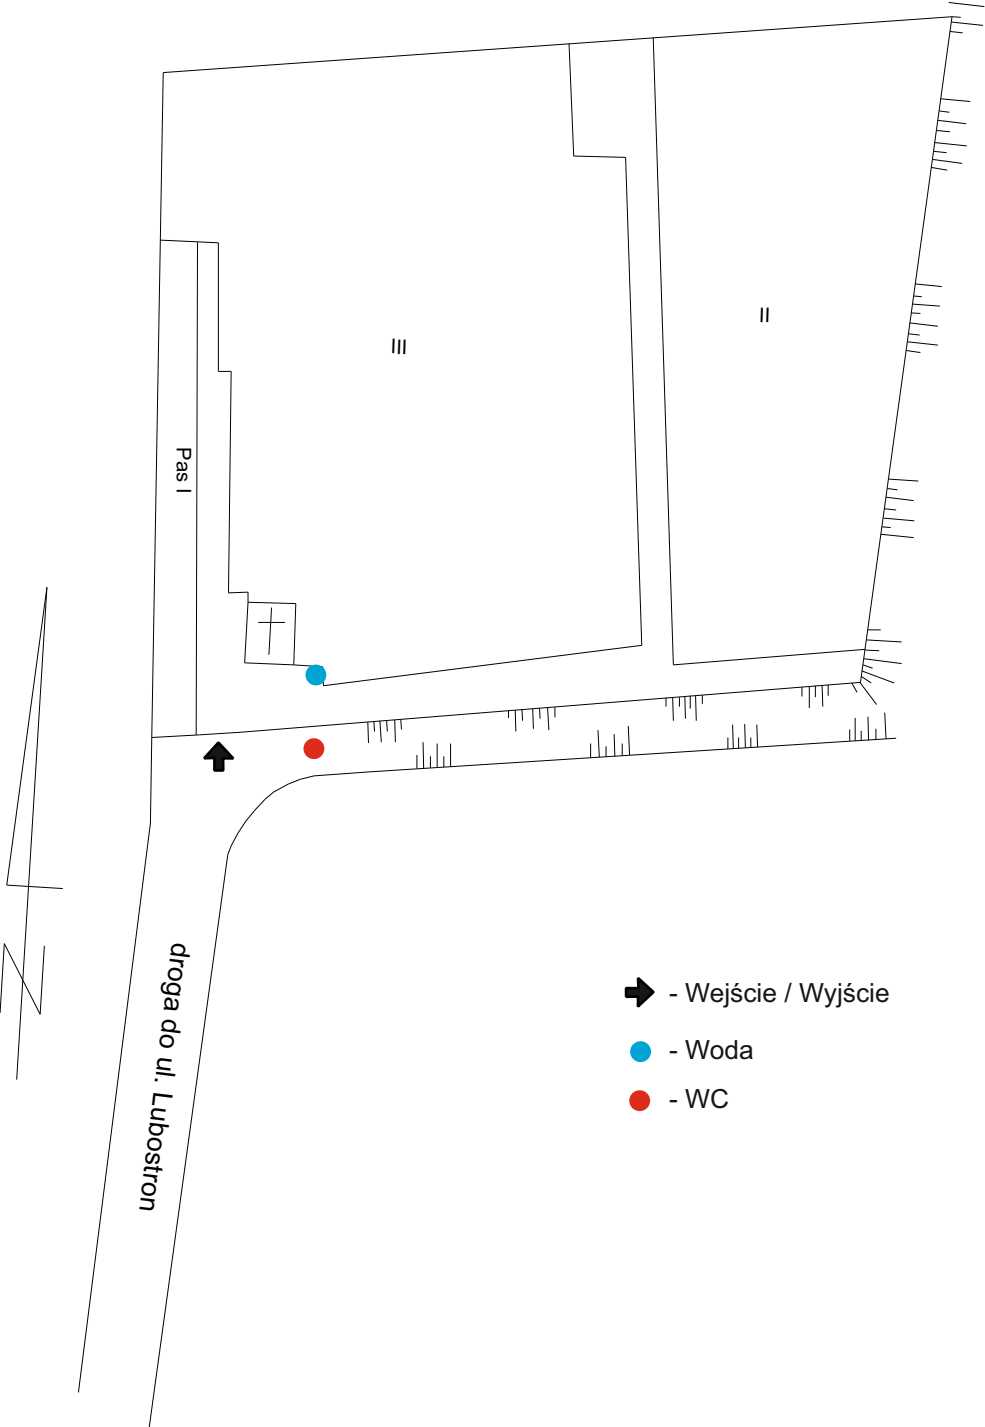 II
III
Pas I
droga do ul. Lubostron
- Wejście / Wyjście
- Woda
- WC
N